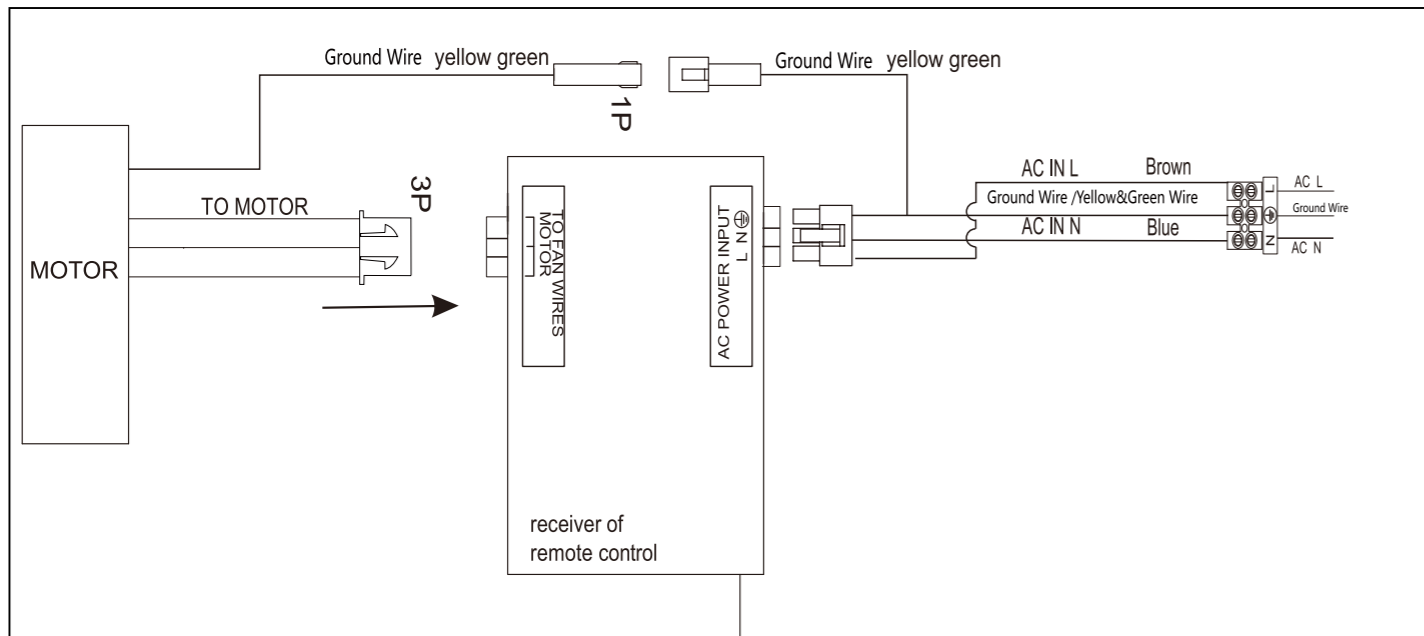 Ground Wire yellow green
Ground Wire yellow green
1P
3P
TO MOTOR
MOTOR
TO FAN WIRES
MOTOR
AC POWER INPUT
L N
AC IN L Brown
Ground Wire /Yellow&Green Wire
AC IN N Blue
L
N
AC L
Ground Wire
AC N
receiver of
remote control